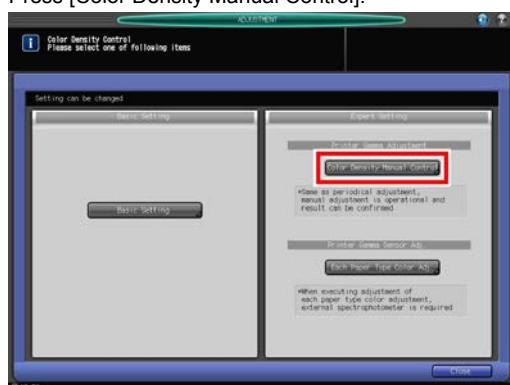 Press [Color Density Manual Control].
ADJUSTMENT
Color Density Control
Please select one of following items
Setting can be changed
Basic Setting
Expert Setting
Printer Gamma Adjustment
Color Density Manual Control
*Same as periodical adjustment,
manual adjustment is operational and
result can be confirmed
Basic Setting
Printer Gamma Sensor Adj.
Each Paper Type Color Adj.
*When executing adjustment of
each paper type color adjustment,
external spectrophotometer is required
Close